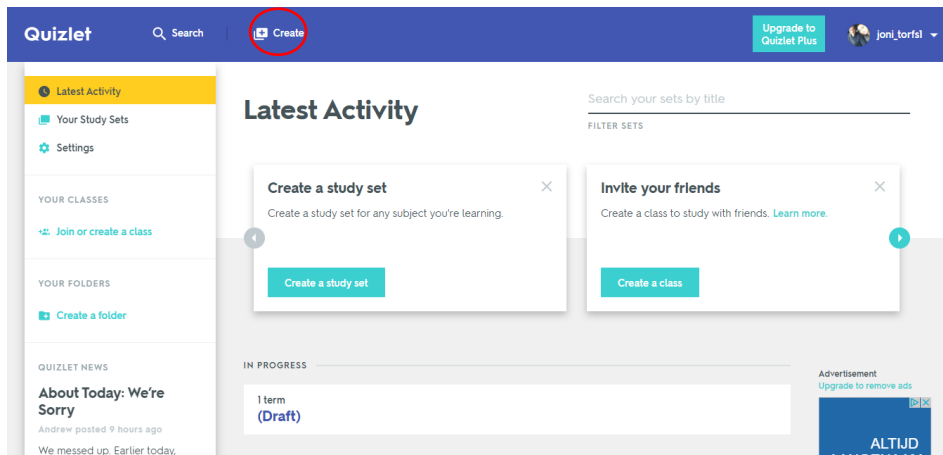 Quizlet
Search
Create
Upgrade to
Quizlet Plus
joni_torfs1
Latest Activity
Your Study Sets
Settings
YOUR CLASSES
Join or create a class
YOUR FOLDERS
Create a folder
QUIZLET NEWS
About Today: We're
Sorry
Andrew posted 9 hours ago
We messed up. Earlier today,
Latest Activity
Search your sets by title
FILTER SETS
Create a study set
Create a study set for any subject you're learning.
Create a study set
Invite your friends
Create a class to study with friends. Learn more.
Create a class
IN PROGRESS
1 term
(Draft)
Advertisement
Upgrade to remove ads
ALTIJD